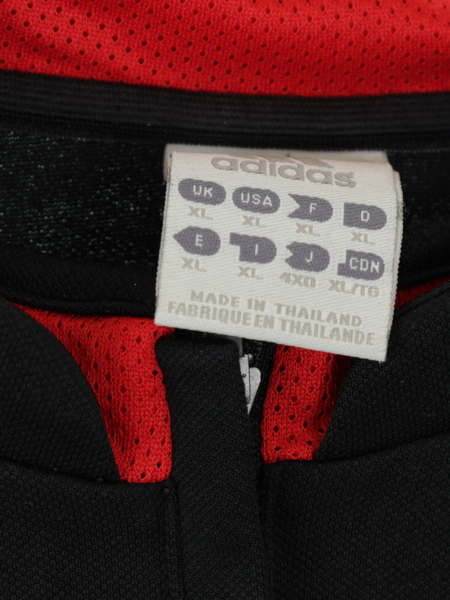 adidas
UK USA F D
XL XL XL XL
E I J CDN
XL XL 4XO XL/TG
MADE IN THAILAND
FABRIQUE EN THAILANDE